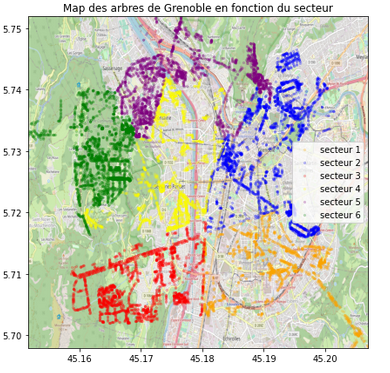 Map des arbres de Grenoble en fonction du secteur
5.75
5.74
5.73
5.72
5.71
5.70
secteur 1
secteur 2
secteur 3
secteur 4
secteur 5
secteur 6
45.16
45.17
45.18
45.19
45.20